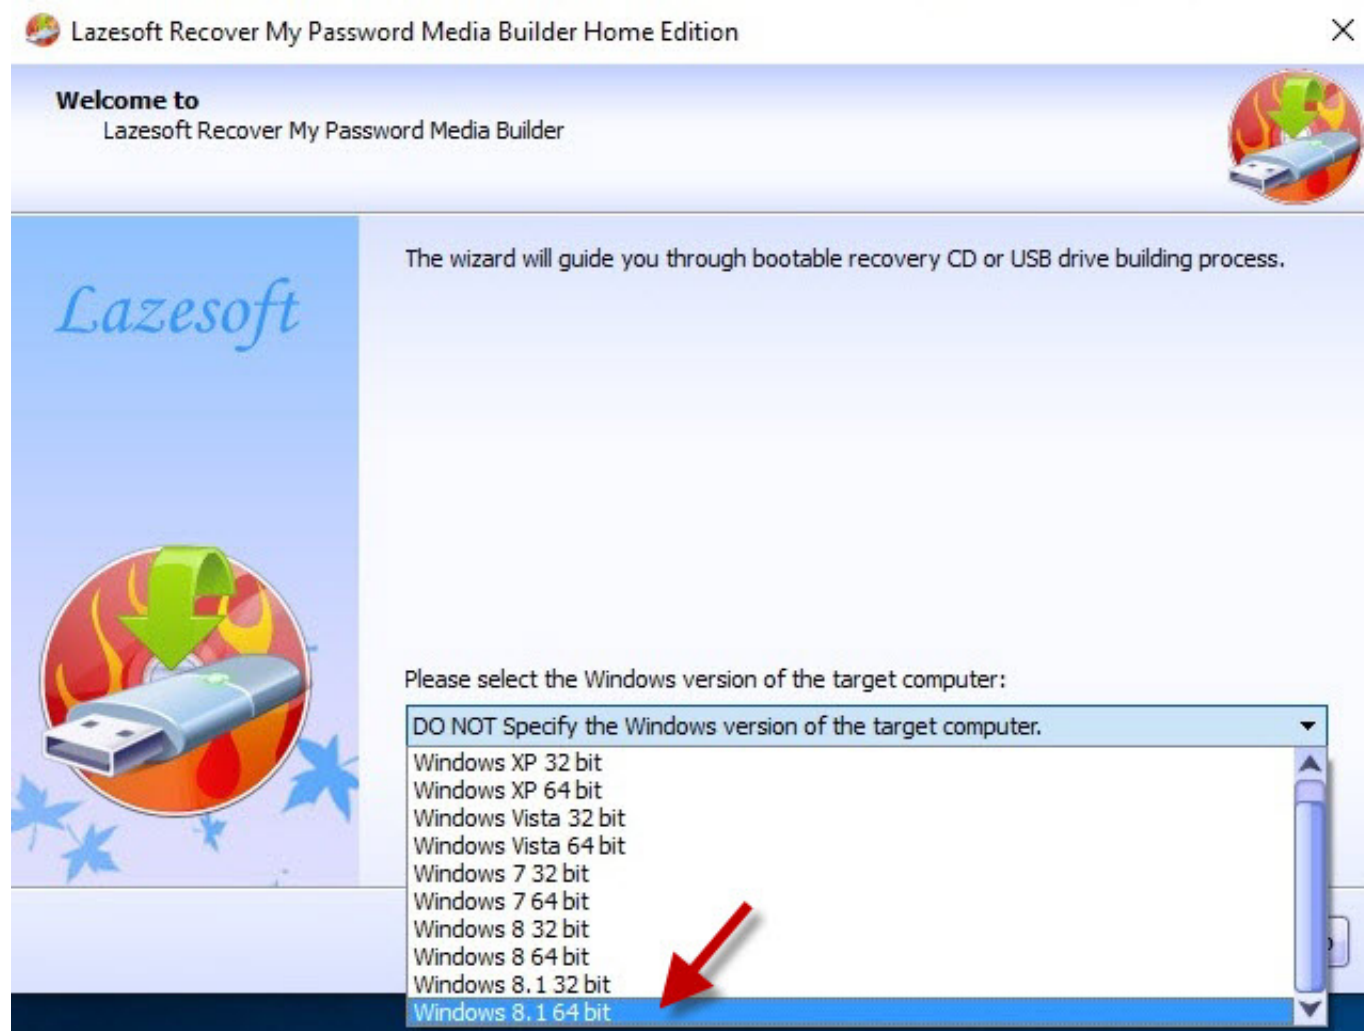 Lazesoft Recover My Password Media Builder Home Edition
Welcome to
Lazesoft Recover My Password Media Builder
Lazesoft
The wizard will guide you through bootable recovery CD or USB drive building process.
Please select the Windows version of the target computer:
DO NOT Specify the Windows version of the target computer.
Windows XP 32 bit
Windows XP 64 bit
Windows Vista 32 bit
Windows Vista 64 bit
Windows 7 32 bit
Windows 7 64 bit
Windows 8 32 bit
Windows 8 64 bit
Windows 8.1 32 bit
Windows 8.1 64 bit